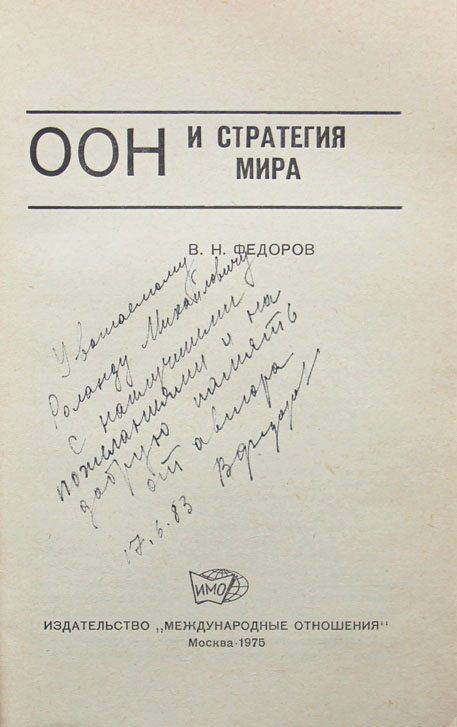 ООН И СТРАТЕГИЯ
МИРА
В. Н. ФЕДОРОВ
Уважаемому
Роланду Михайловичу
С наилучшими
пожеланиями и на
добрую память
от автора
ВФедоров
17.6.83
ИМО
ИЗДАТЕЛЬСТВО „МЕЖДУНАРОДНЫЕ ОТНОШЕНИЯ"
Москва·1975